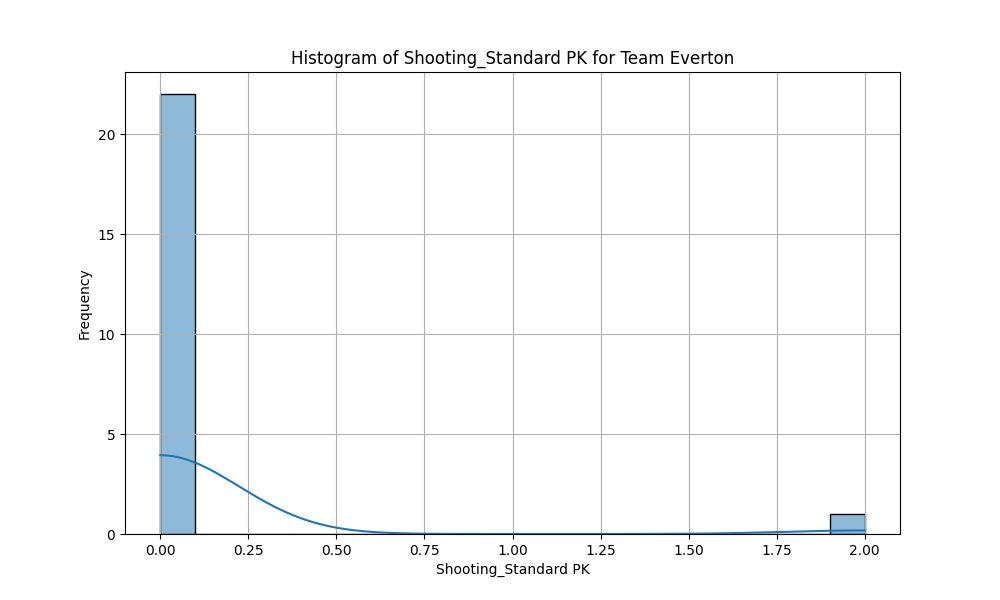 Histogram of Shooting_Standard PK for Team Everton
Frequency
20
15
10
5
0
0.00 0.25 0.50 0.75 1.00 1.25 1.50 1.75 2.00
Shooting_Standard PK